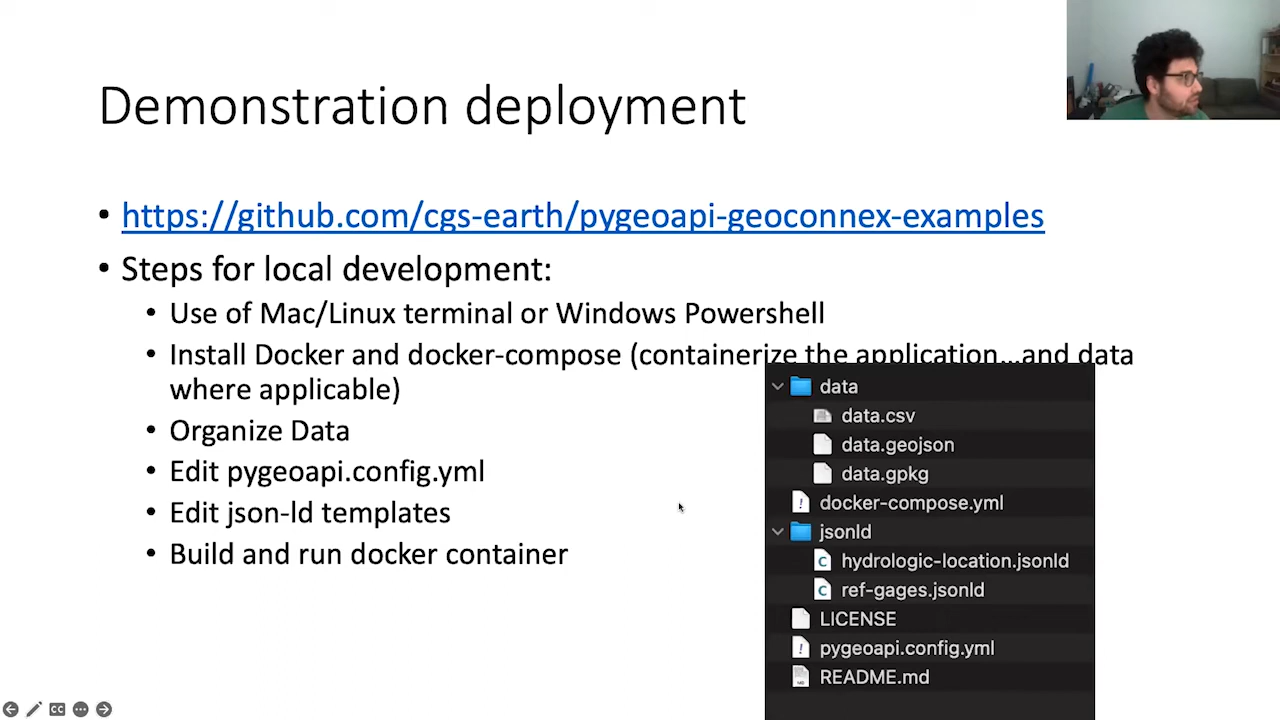 Demonstration deployment
• https://github.com/cgs-earth/pygeoapi-geoconnex-examples
• Steps for local development:
• Use of Mac/Linux terminal or Windows Powershell
• Install Docker and docker-compose (containerize the application...and data
where applicable)
• Organize Data
• Edit pygeoapi.config.yml
• Edit json-ld templates
• Build and run docker container
data
data.csv
data.geojson
data.gpkg
docker-compose.yml
jsonld
hydrologic-location.jsonld
ref-gages.jsonld
LICENSE
pygeoapi.config.yml
README.md
CC